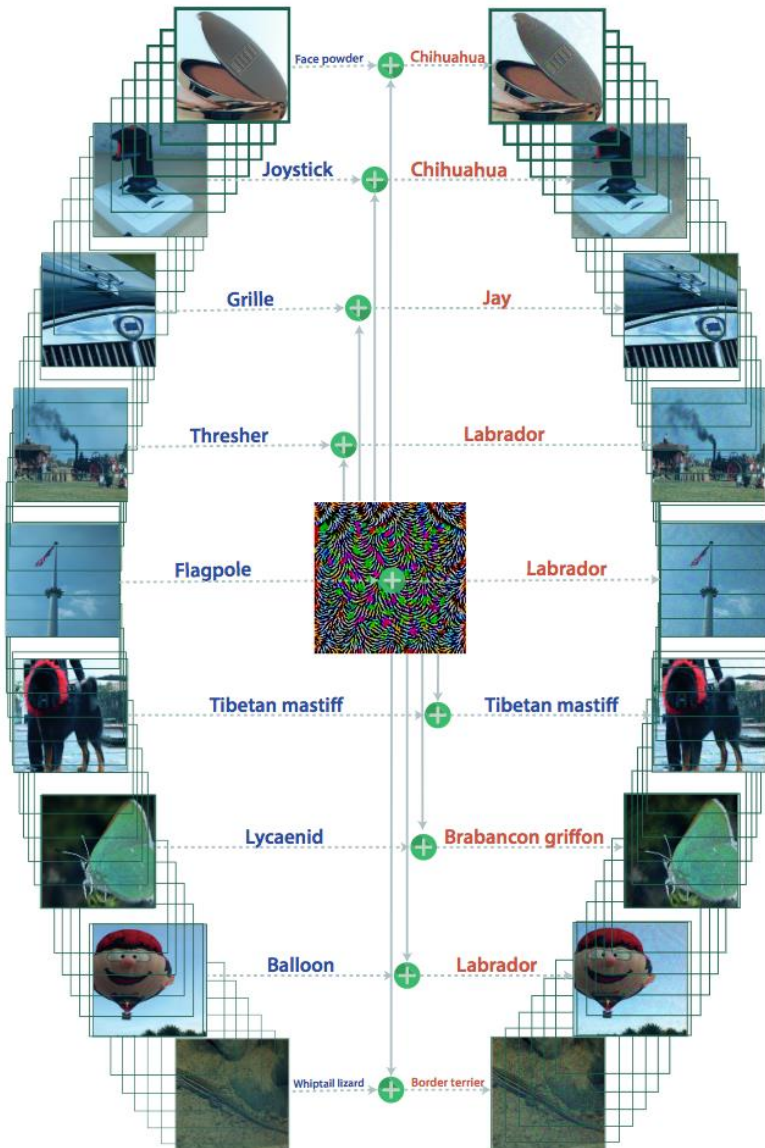 Face powder Chihuahua
Joystick Chihuahua
Grille Jay
Thresher Labrador
Flagpole Labrador
Tibetan mastiff Tibetan mastiff
Lycaenid Brabancon griffon
Balloon Labrador
Whiptail lizard Border terrier